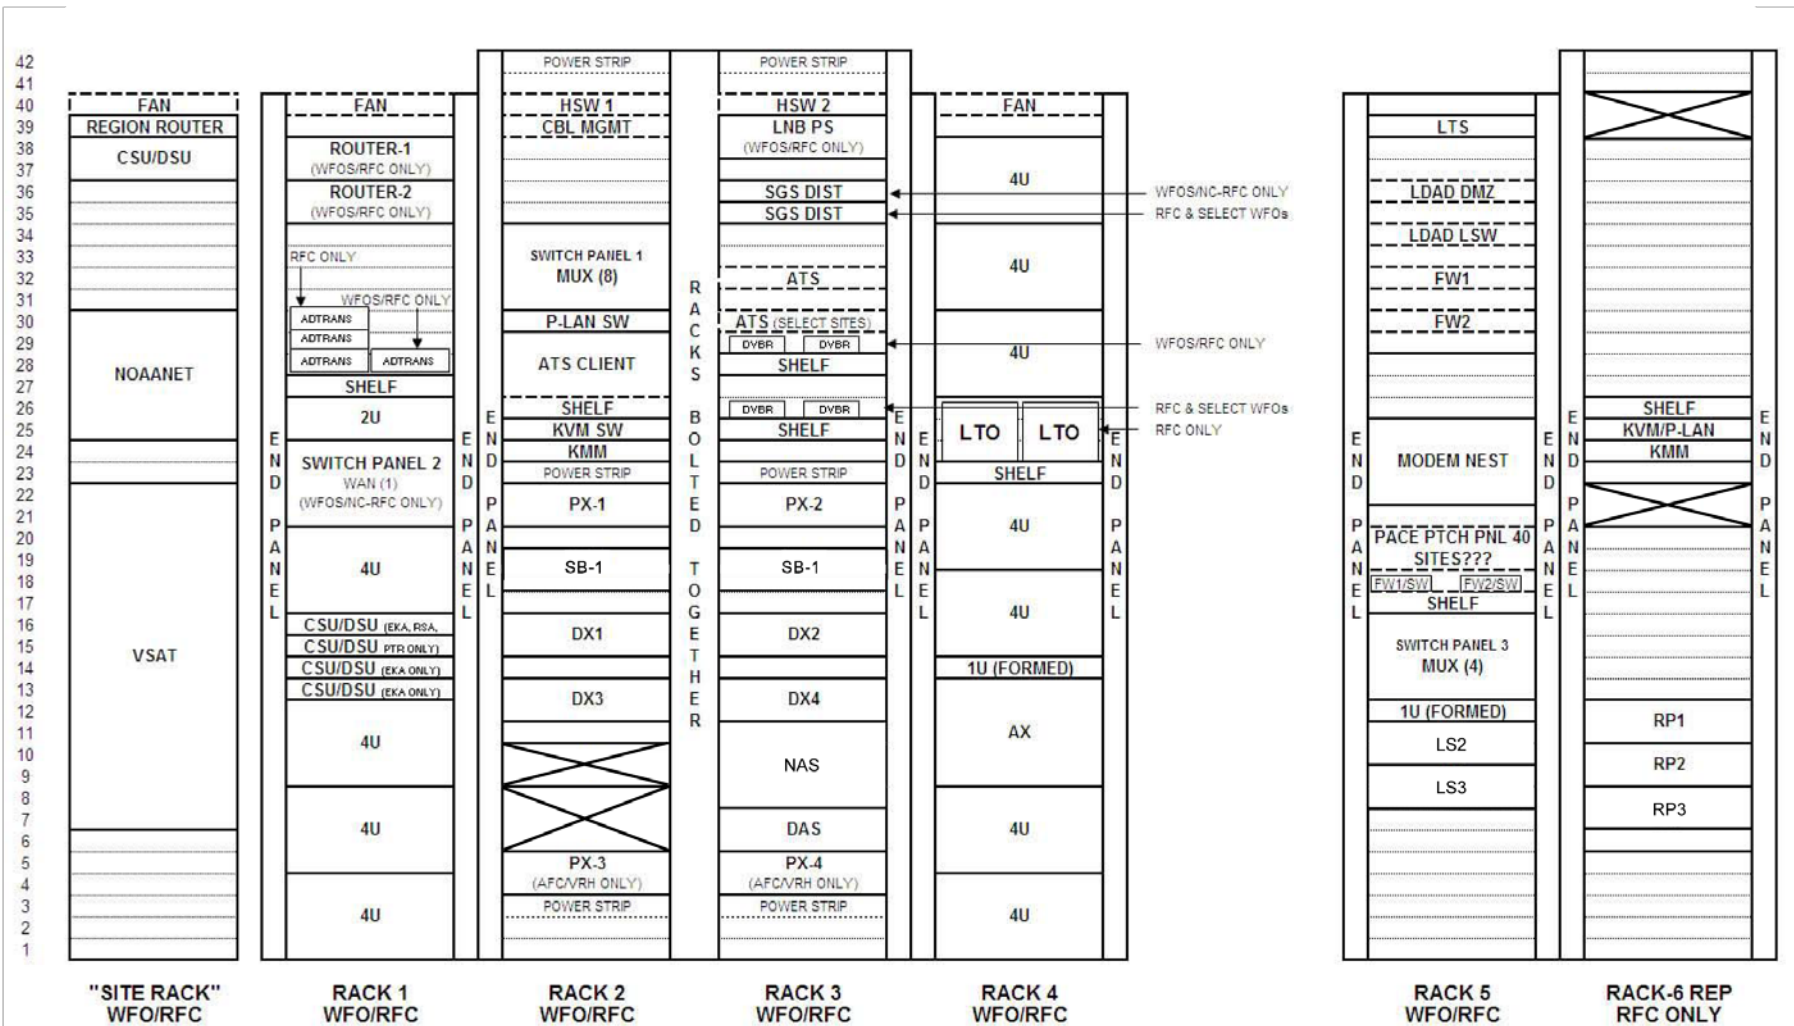 42
41
40
39
38
37
36
35
34
33
32
31
30
29
28
27
26
25
24
23
22
21
20
19
18
17
16
15
14
13
12
11
10
9
8
7
6
5
4
3
2
1
FAN
REGION ROUTER
CSU/DSU
NOAANET
VSAT
"SITE RACK"
WFO/RFC
END PANEL
FAN
ROUTER-1
(WFOS/RFC ONLY)
ROUTER-2
(WFOS/RFC ONLY)
RFC ONLY
WFOS/RFC ONLY
ADTRANS
ADTRANS
ADTRANS
ADTRANS
SHELF
2U
SWITCH PANEL 2
WAN (1)
(WFOS/NC-RFC ONLY)
4U
CSU/DSU (EKA, RSA,
CSU/DSU PTR ONLY)
CSU/DSU (EKA ONLY)
CSU/DSU (EKA ONLY)
4U
4U
4U
END PANEL
RACK 1
WFO/RFC
END PANEL
POWER STRIP
HSW 1
CBL MGMT
SWITCH PANEL 1
MUX (8)
P-LAN SW
ATS CLIENT
SHELF
KVM SW
KMM
POWER STRIP
PX-1
SB-1
DX1
DX3
PX-3
(AFC/VRH ONLY)
POWER STRIP
RACK 2
WFO/RFC
RACKS BOLTED TOGETHER
POWER STRIP
HSW 2
LNB PS
(WFOS/RFC ONLY)
SGS DIST
SGS DIST
ATS
ATS (SELECT SITES)
DVBR DVBR
SHELF
DVBR DVBR
SHELF
POWER STRIP
PX-2
SB-1
DX2
DX4
NAS
DAS
PX-4
(AFC/VRH ONLY)
POWER STRIP
END PANEL
RACK 3
WFO/RFC
END PANEL
FAN
4U
4U
4U
LTO LTO
SHELF
4U
4U
1U (FORMED)
AX
4U
4U
END PANEL
RACK 4
WFO/RFC
WFOS/NC-RFC ONLY
RFC & SELECT WFOs
WFOS/RFC ONLY
RFC & SELECT WFOs
RFC ONLY
END PANEL
LTS
LDAD DMZ
LDAD LSW
FW1
FW2
MODEM NEST
PACE PTCH PNL 40
SITES???
FW1/SW FW2/SW
SHELF
SWITCH PANEL 3
MUX (4)
1U (FORMED)
LS2
LS3
END PANEL
RACK 5
WFO/RFC
END PANEL
SHELF
KVM/P-LAN
KMM
RP1
RP2
RP3
END PANEL
RACK-6 REP
RFC ONLY